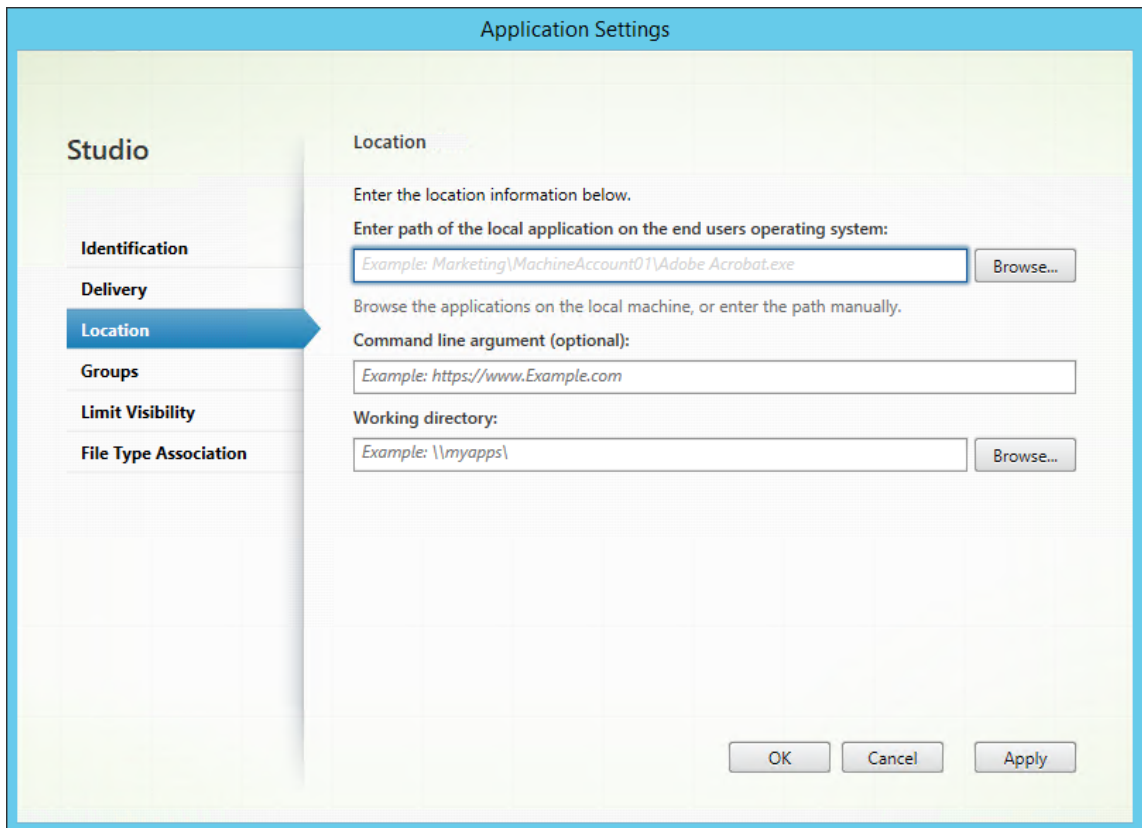 Application Settings
Studio
Identification
Delivery
Location
Groups
Limit Visibility
File Type Association
Location
Enter the location information below.
Enter path of the local application on the end users operating system:
Example: Marketing\MachineAccount01\Adobe Acrobat.exe
Browse...
Browse the applications on the local machine, or enter the path manually.
Command line argument (optional):
Example: https://www.Example.com
Working directory:
Example: \\myapps\
Browse...
OK
Cancel
Apply